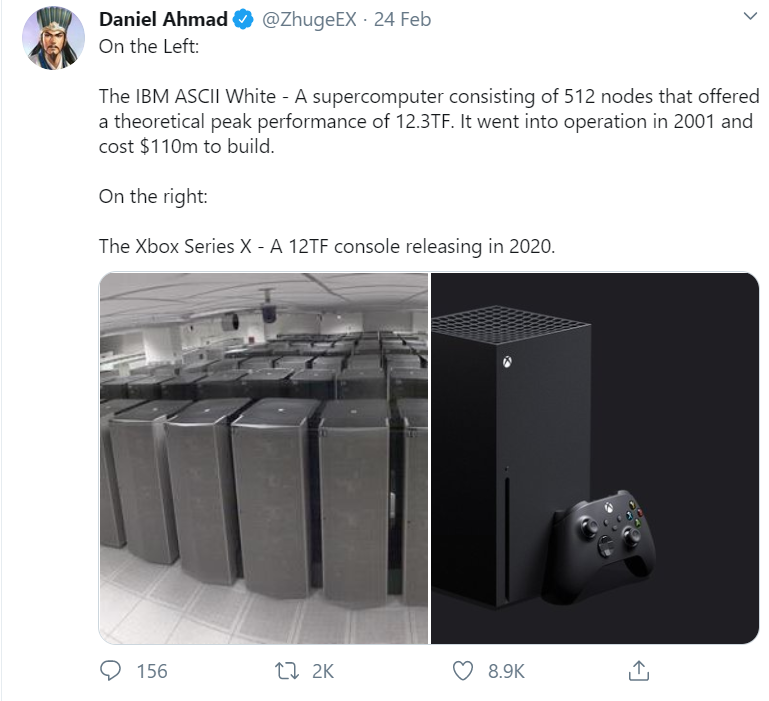 Daniel Ahmad @ZhugeEX · 24 Feb
On the Left:
The IBM ASCII White - A supercomputer consisting of 512 nodes that offered
a theoretical peak performance of 12.3TF. It went into operation in 2001 and
cost $110m to build.
On the right:
The Xbox Series X - A 12TF console releasing in 2020.
156 2K 8.9K